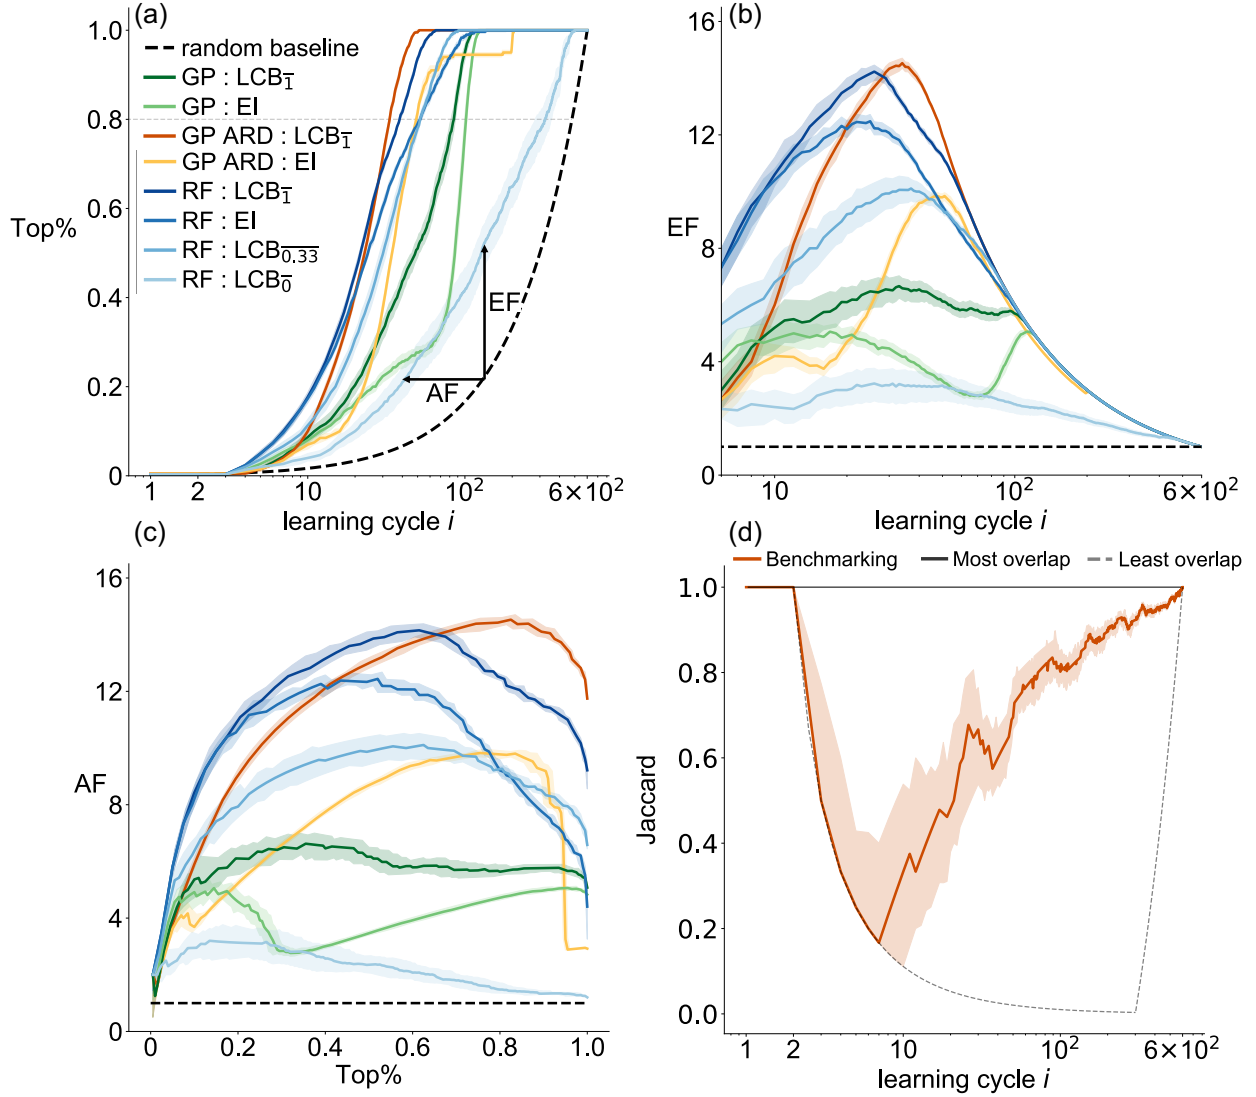 (a)
1.0
0.8
0.6
0.4
0.2
0
Top%
random baseline
GP : LCB1̅
GP : EI
GP ARD : LCB1̅
GP ARD : EI
RF : LCB1̅
RF : EI
RF : LCB0.33̅
RF : LCB0̅
EF
AF
1 2 10 10² 6×10²
learning cycle i
(b)
16
12
8
4
0
EF
10 10² 6×10²
learning cycle i
(c)
16
12
8
4
0
AF
0 0.2 0.4 0.6 0.8 1.0
Top%
(d)
Benchmarking Most overlap Least overlap
1.0
0.8
0.6
0.4
0.2
0.0
Jaccard
1 2 10 10² 6×10²
learning cycle i